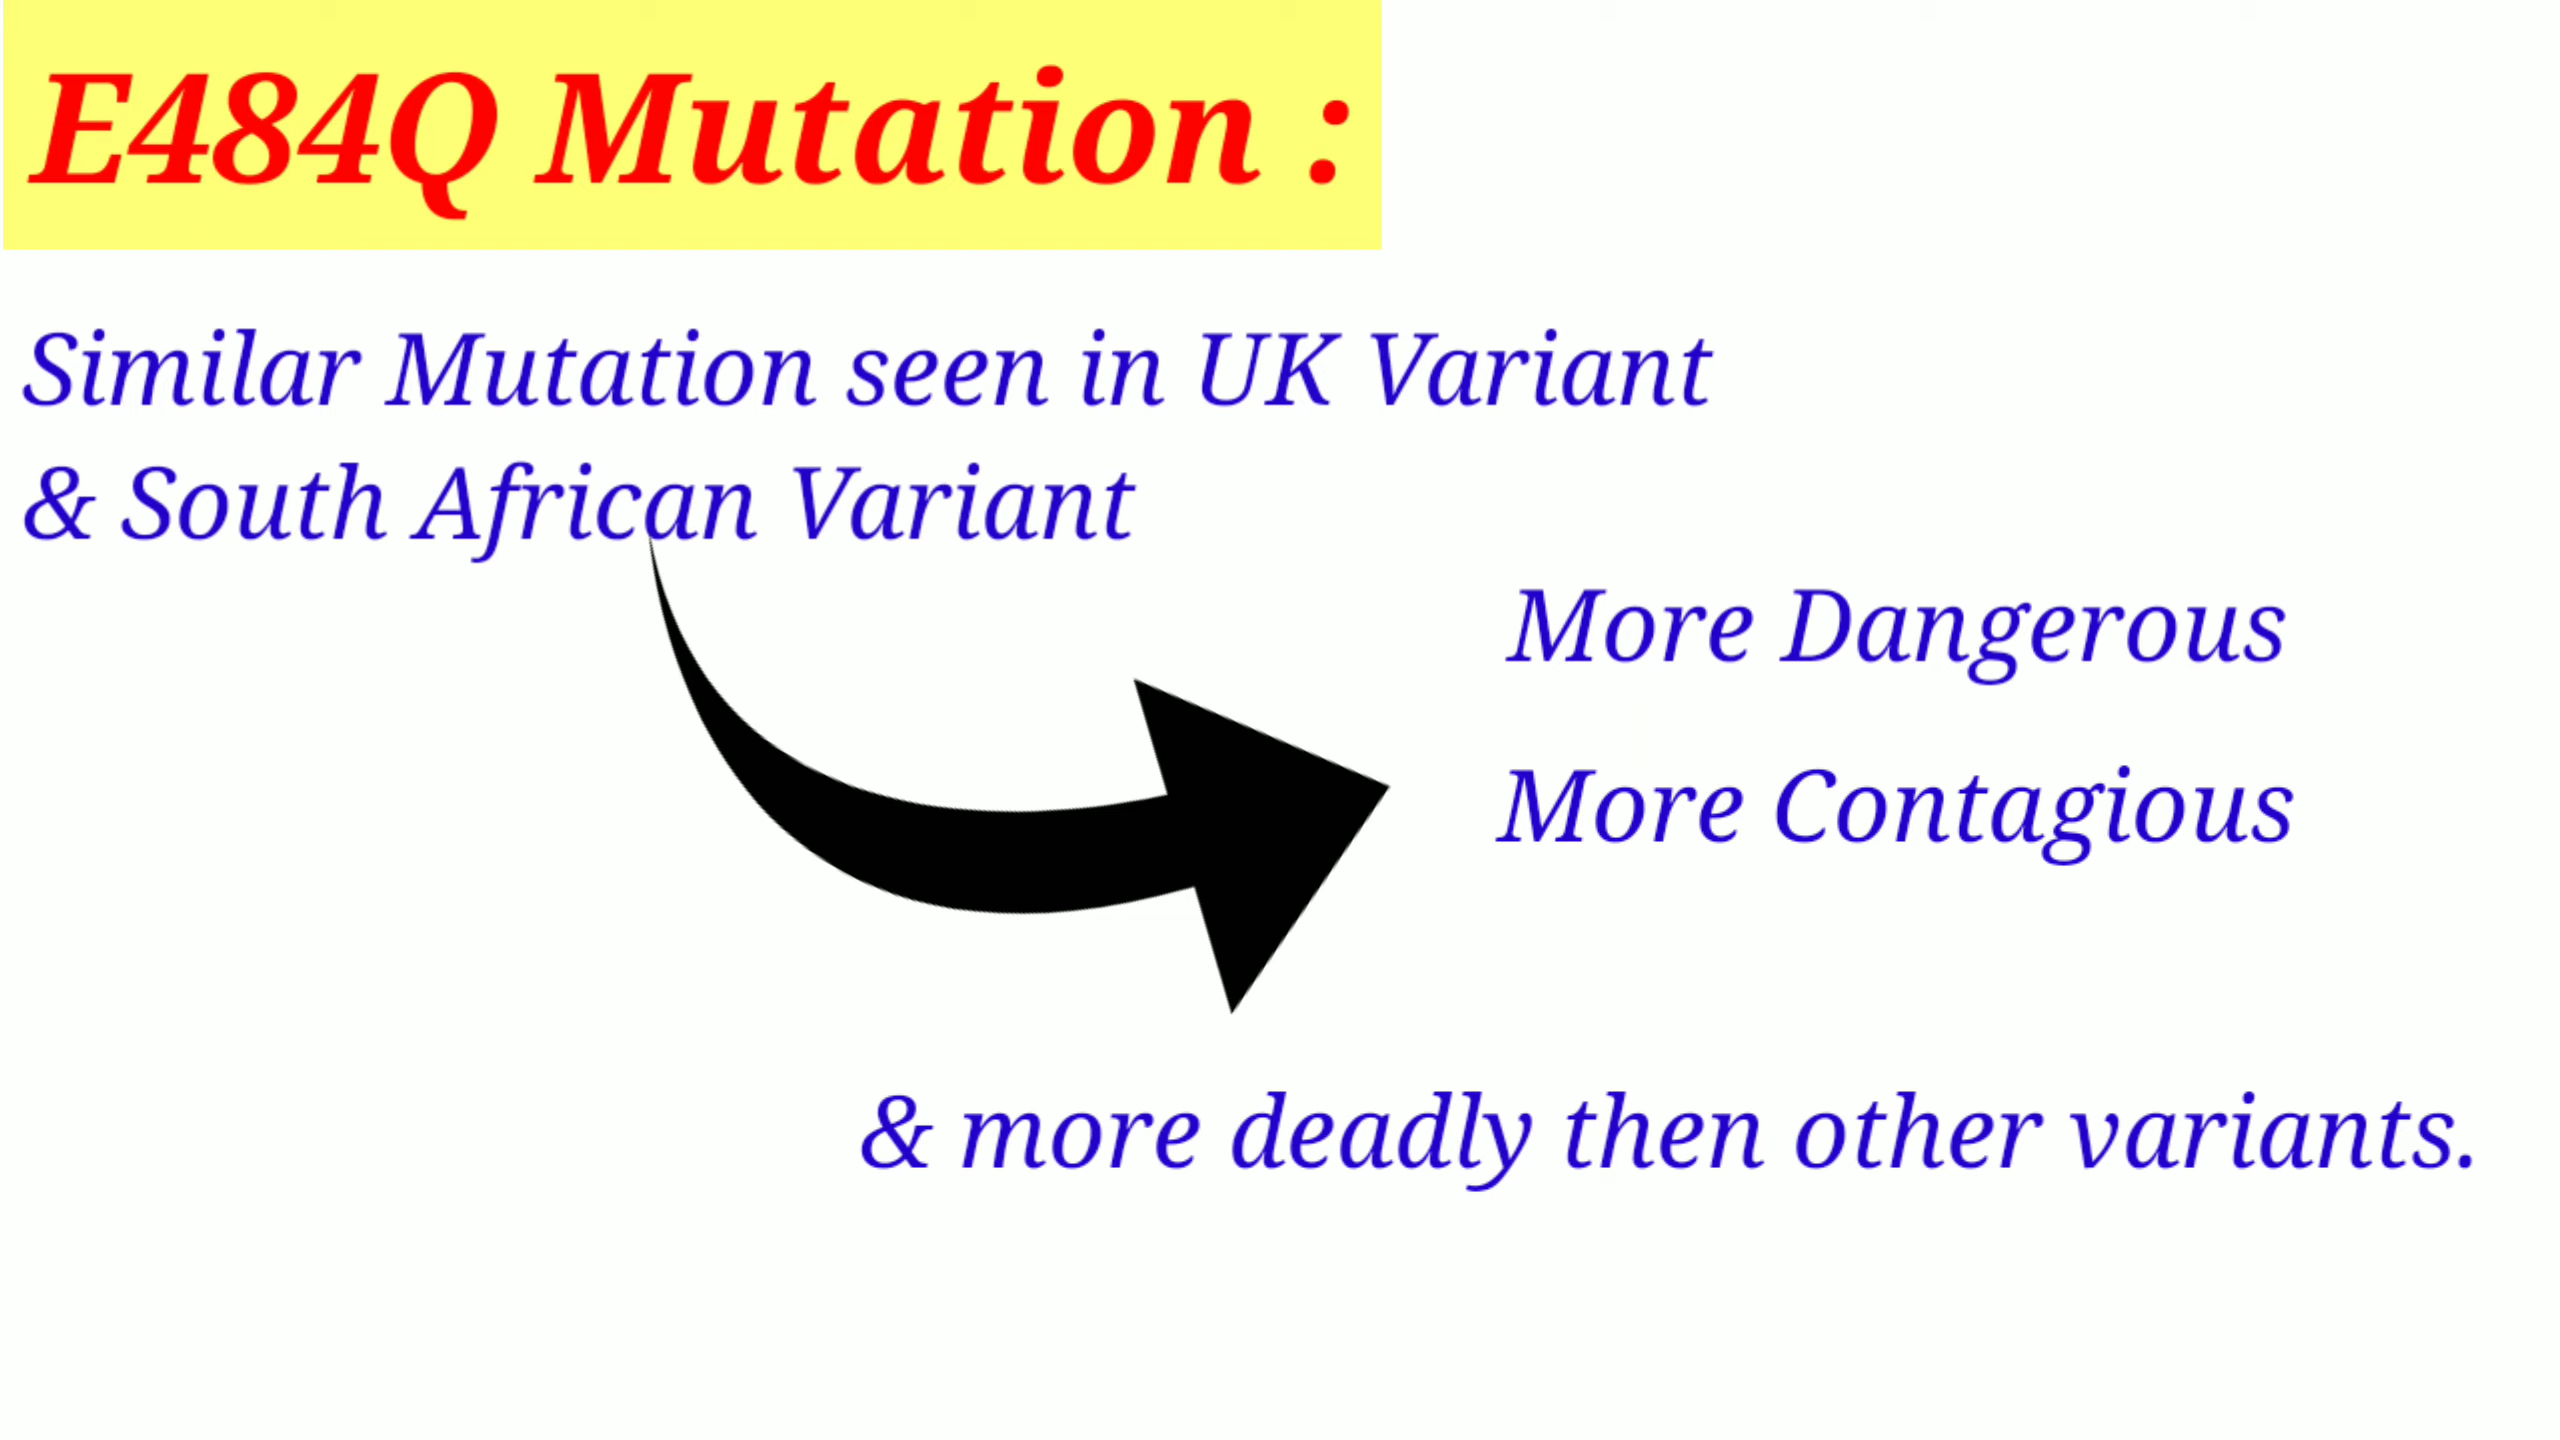 E484Q Mutation :
Similar Mutation seen in UK Variant
& South African Variant
More Dangerous
More Contagious
& more deadly then other variants.